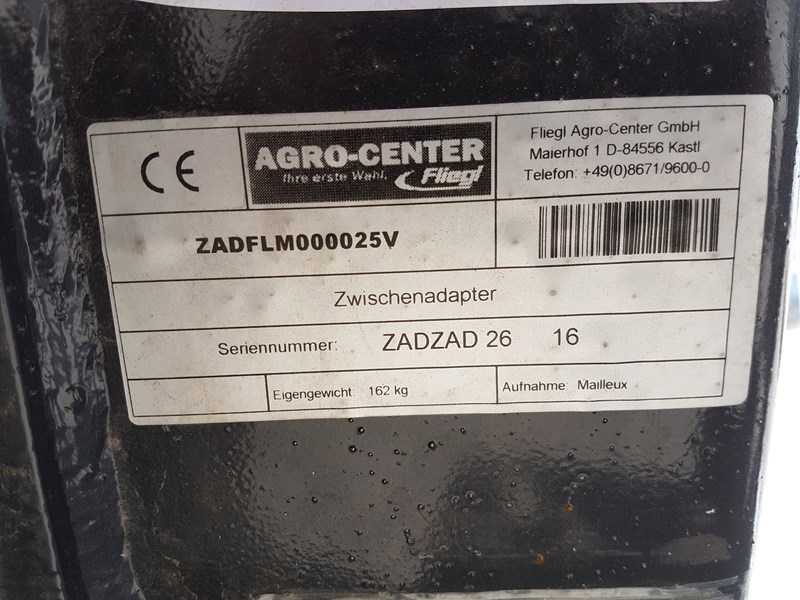 CE
AGRO-CENTER
Ihre erste Wahl.
Fliegl
Fliegl Agro-Center GmbH
Maierhof 1 D-84556 Kastl
Telefon: +49(0)8671/9600-0
ZADFLM000025V
Zwischenadapter
Seriennummer: ZADZAD 26 16
Eigengewicht: 162 kg
Aufnahme: Mailleux